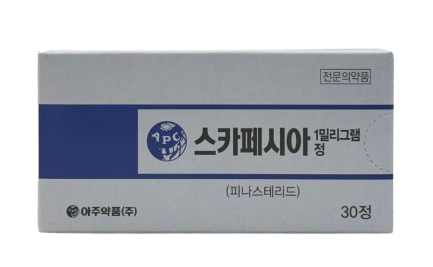 전문의약품
APC
스카페시아 1밀리그램
정
(피나스테리드)
아주약품(주)
30정